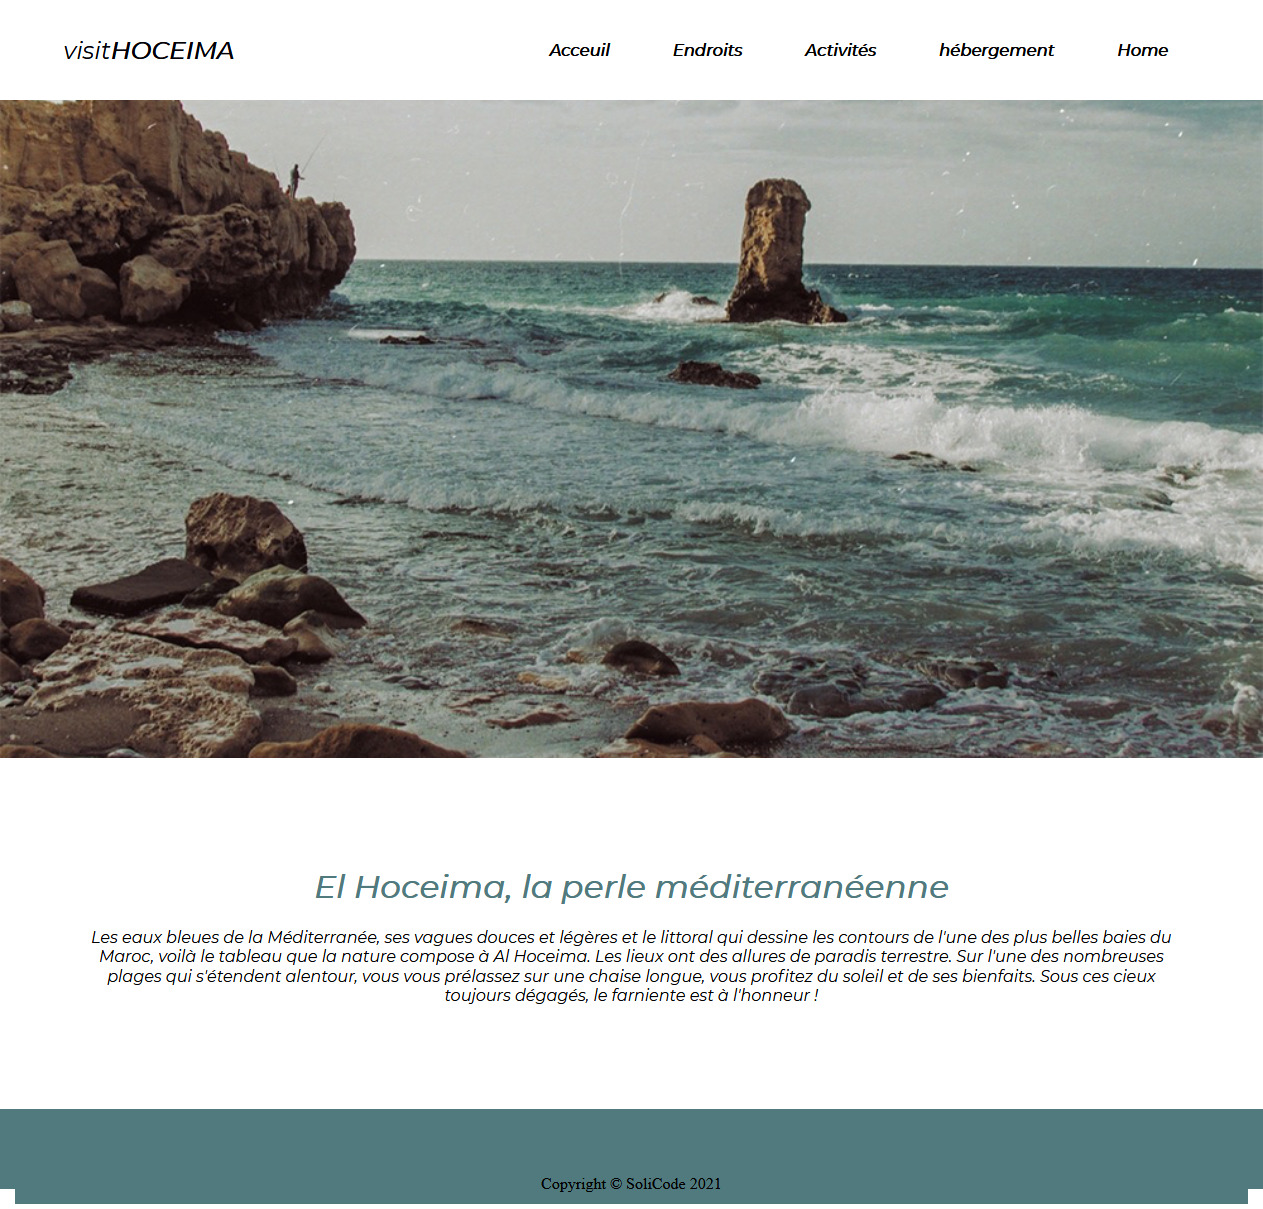 visitHOCEIMA
Acceuil Endroits Activités hébergement Home
El Hoceima, la perle méditerranéenne
Les eaux bleues de la Méditerranée, ses vagues douces et légères et le littoral qui dessine les contours de l'une des plus belles baies du
Maroc, voilà le tableau que la nature compose à Al Hoceima. Les lieux ont des allures de paradis terrestre. Sur l'une des nombreuses
plages qui s'étendent alentour, vous vous prélassez sur une chaise longue, vous profitez du soleil et de ses bienfaits. Sous ces cieux
toujours dégagés, le farniente est à l'honneur !
Copyright © SoliCode 2021